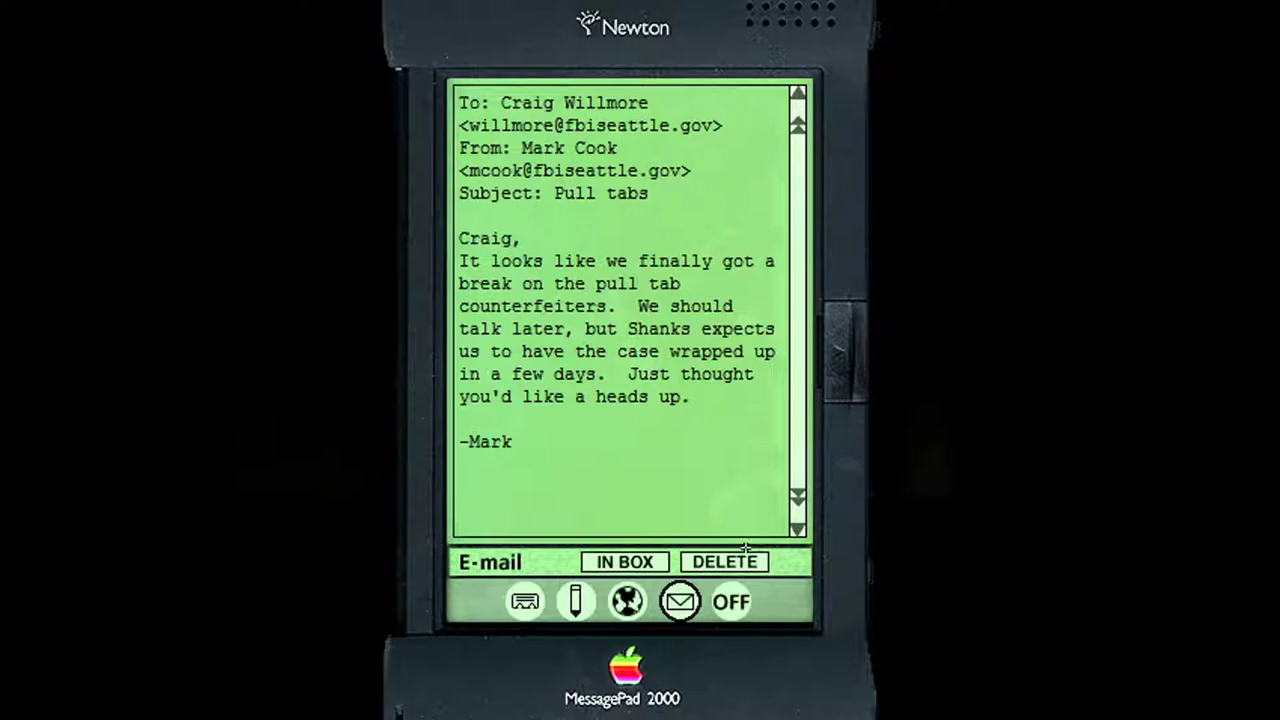 Newton
To: Craig Willmore
<willmore@fbiseattle.gov>
From: Mark Cook
<mcook@fbiseattle.gov>
Subject: Pull tabs
Craig,
It looks like we finally got a
break on the pull tab
counterfeiters.  We should
talk later, but Shanks expects
us to have the case wrapped up
in a few days.  Just thought
you'd like a heads up.
-Mark
E-mail IN BOX DELETE
OFF
MessagePad 2000